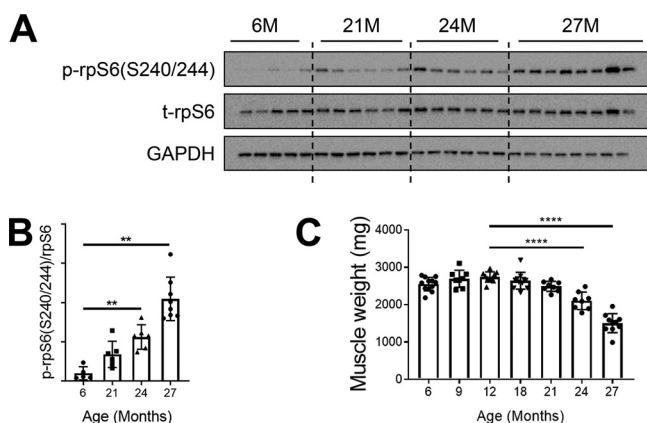 A
6M 21M 24M 27M
p-rpS6(S240/244)
t-rpS6
GAPDH
B
p-rpS6(S240/244)/rpS6
**
**
6 21 24 27
Age (Months)
C
Muscle weight (mg)
****
****
4000
3000
2000
1000
0
6 9 12 18 21 24 27
Age (Months)